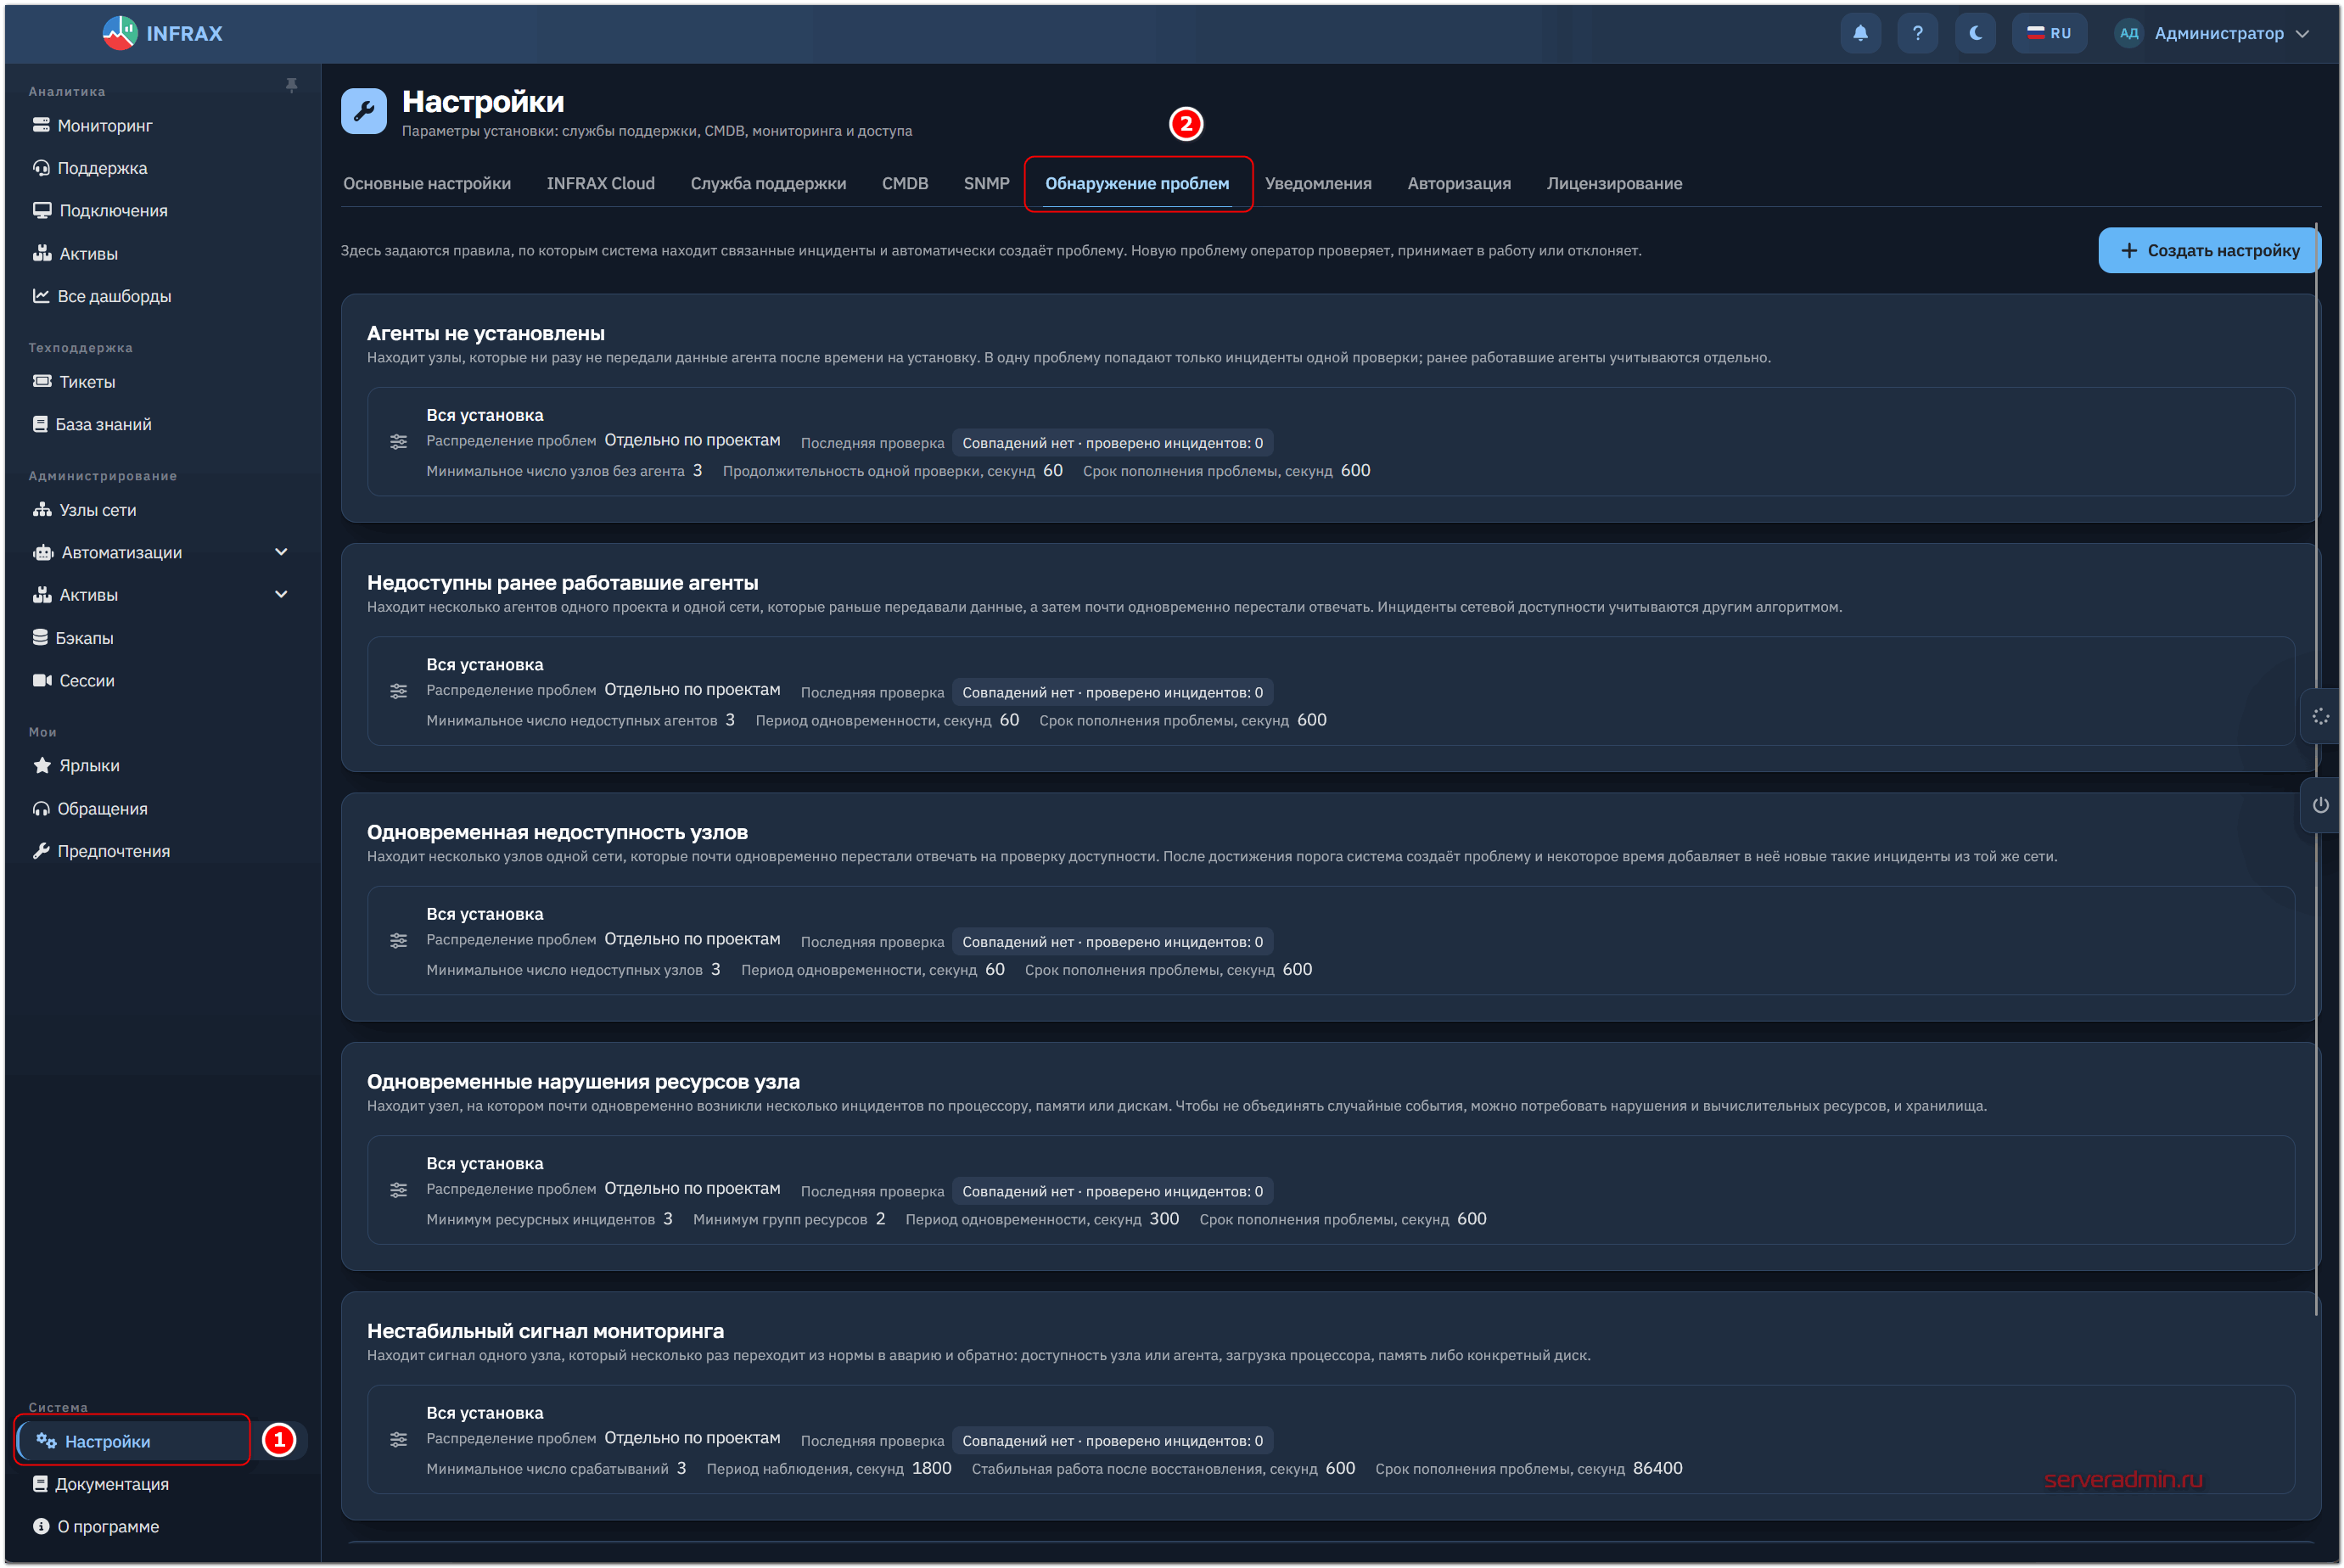 INFRAX
?
RU
АД
Администратор
Аналитика
Мониторинг
Поддержка
Подключения
Активы
Все дашборды
Техподдержка
Тикеты
База знаний
Администрирование
Узлы сети
Автоматизации
Активы
Бэкапы
Сессии
Мои
Ярлыки
Обращения
Предпочтения
Система
Настройки
1
Документация
О программе
Настройки
Параметры установки: службы поддержки, CMDB, мониторинга и доступа
2
Основные настройки INFRAX Cloud Служба поддержки CMDB SNMP Обнаружение проблем Уведомления Авторизация Лицензирование
Здесь задаются правила, по которым система находит связанные инциденты и автоматически создаёт проблему. Новую проблему оператор проверяет, принимает в работу или отклоняет.
+ Создать настройку
Агенты не установлены
Находит узлы, которые ни разу не передали данные агента после времени на установку. В одну проблему попадают только инциденты одной проверки; ранее работавшие агенты учитываются отдельно.
Вся установка
Распределение проблем Отдельно по проектам Последняя проверка Совпадений нет · проверено инцидентов: 0
Минимальное число узлов без агента 3 Продолжительность одной проверки, секунд 60 Срок пополнения проблемы, секунд 600
Недоступны ранее работавшие агенты
Находит несколько агентов одного проекта и одной сети, которые раньше передавали данные, а затем почти одновременно перестали отвечать. Инциденты сетевой доступности учитываются другим алгоритмом.
Вся установка
Распределение проблем Отдельно по проектам Последняя проверка Совпадений нет · проверено инцидентов: 0
Минимальное число недоступных агентов 3 Период одновременности, секунд 60 Срок пополнения проблемы, секунд 600
Одновременная недоступность узлов
Находит несколько узлов одной сети, которые почти одновременно перестали отвечать на проверку доступности. После достижения порога система создаёт проблему и некоторое время добавляет в неё новые такие инциденты из той же сети.
Вся установка
Распределение проблем Отдельно по проектам Последняя проверка Совпадений нет · проверено инцидентов: 0
Минимальное число недоступных узлов 3 Период одновременности, секунд 60 Срок пополнения проблемы, секунд 600
Одновременные нарушения ресурсов узла
Находит узел, на котором почти одновременно возникли несколько инцидентов по процессору, памяти или дискам. Чтобы не объединять случайные события, можно потребовать нарушения и вычислительных ресурсов, и хранилища.
Вся установка
Распределение проблем Отдельно по проектам Последняя проверка Совпадений нет · проверено инцидентов: 0
Минимум ресурсных инцидентов 3 Минимум групп ресурсов 2 Период одновременности, секунд 300 Срок пополнения проблемы, секунд 600
Нестабильный сигнал мониторинга
Находит сигнал одного узла, который несколько раз переходит из нормы в аварию и обратно: доступность узла или агента, загрузка процессора, память либо конкретный диск.
Вся установка
Распределение проблем Отдельно по проектам Последняя проверка Совпадений нет · проверено инцидентов: 0
Минимальное число срабатываний 3 Период наблюдения, секунд 1800 Стабильная работа после восстановления, секунд 600 Срок пополнения проблемы, секунд 86400
serveradmin.ru